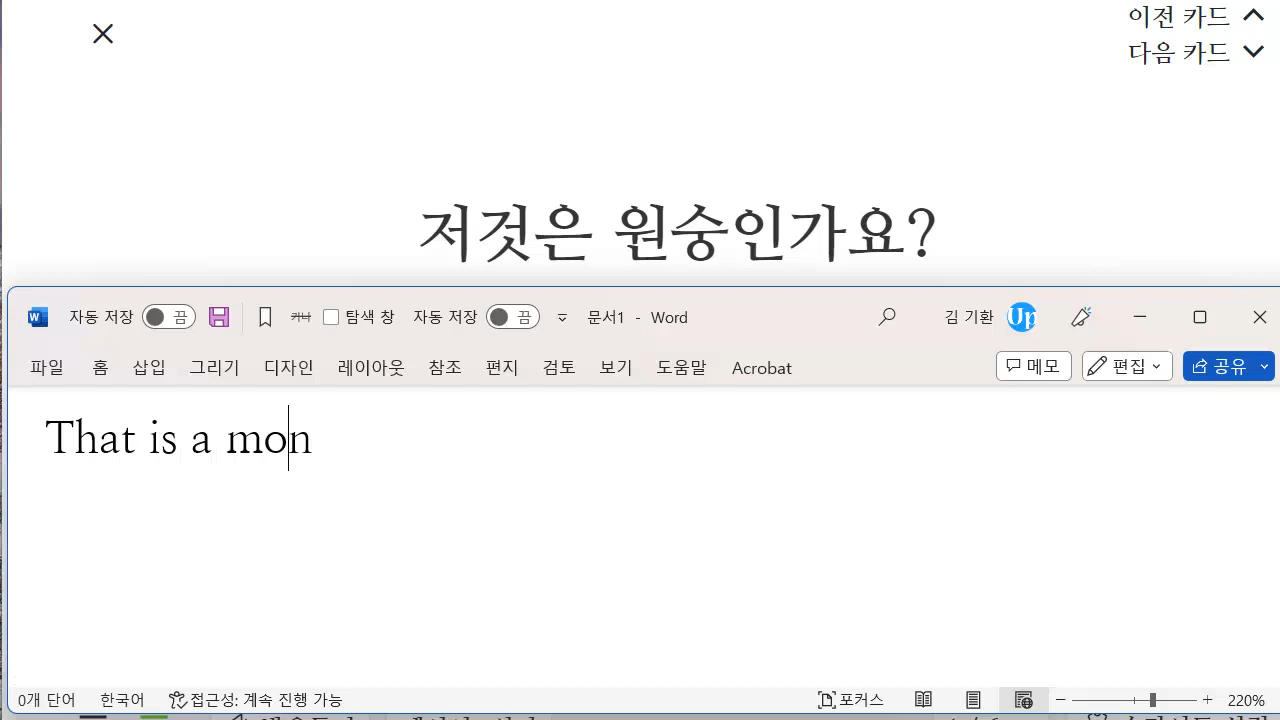 이전 카드
다음 카드
저것은 원숭인가요?
자동 저장 끔 가나 탐색 창 자동 저장 끔 문서1 - Word 김 기환 Up
파일 홈 삽입 그리기 디자인 레이아웃 참조 편지 검토 보기 도움말 Acrobat 메모 편집 공유
That is a mon
0개 단어 한국어 접근성: 계속 진행 가능 포커스 220%